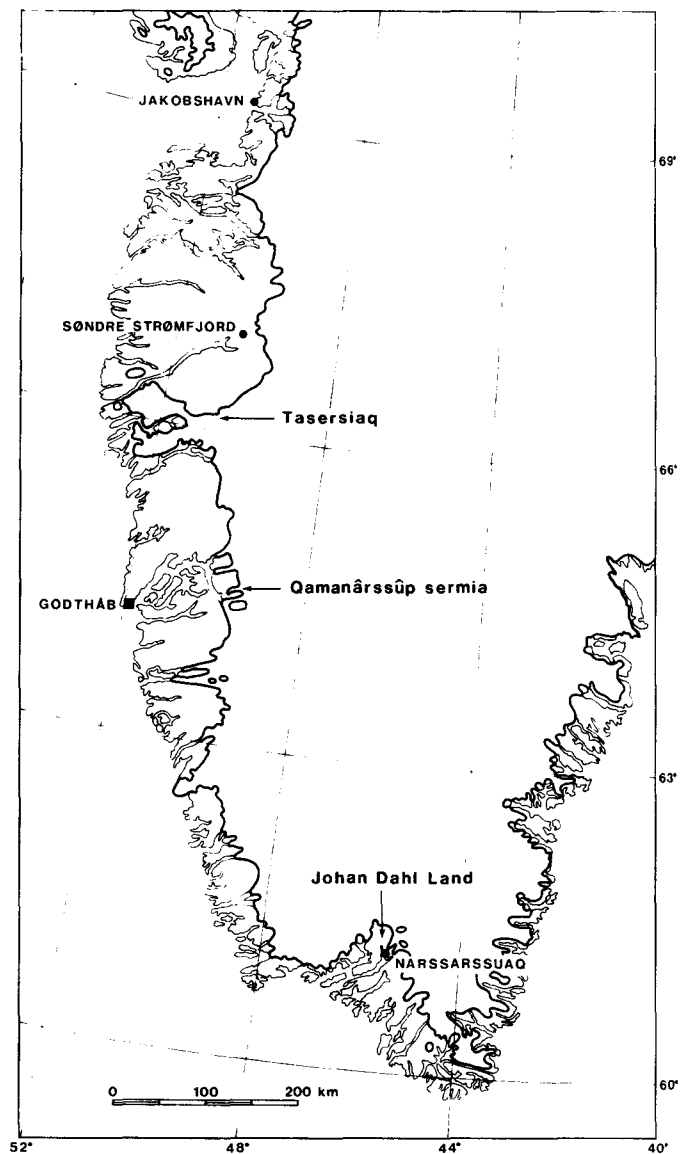 JAKOBSHAVN
69°
SØNDRE STRØMFJORD
Tasersiaq
66°
Qamanârssûp sermia
GODTHÅB
63°
Johan Dahl Land
NARSSARSSUAQ
60°
0 100 200 km
52° 48° 44° 40°